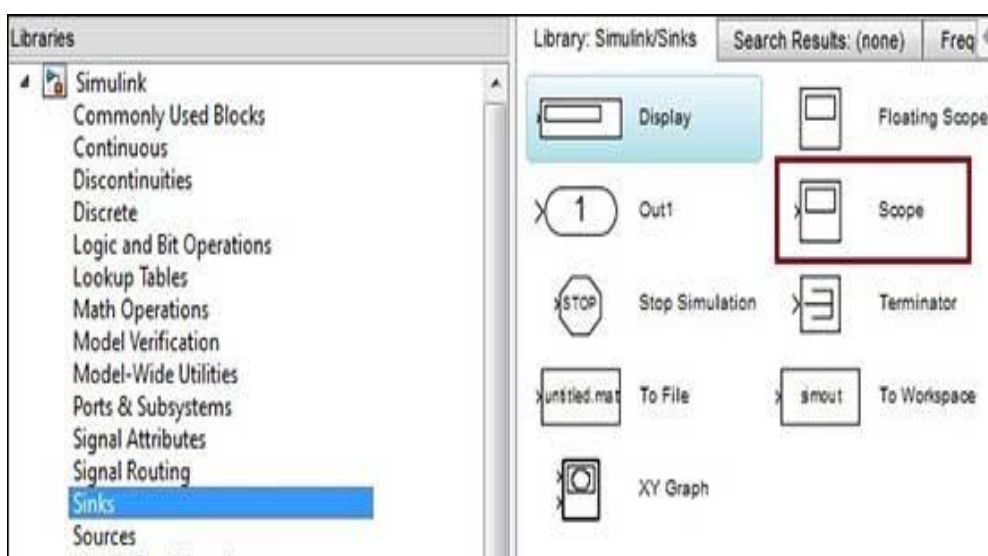 Libraries
Simulink
Commonly Used Blocks
Continuous
Discontinuities
Discrete
Logic and Bit Operations
Lookup Tables
Math Operations
Model Verification
Model-Wide Utilities
Ports & Subsystems
Signal Attributes
Signal Routing
Sinks
Sources
Library: Simulink/Sinks
Search Results: (none)
Freq
Display
Floating Scope
1
Out1
Scope
STOP
Stop Simulation
Terminator
untitled.mat
To File
simout
To Workspace
XY Graph